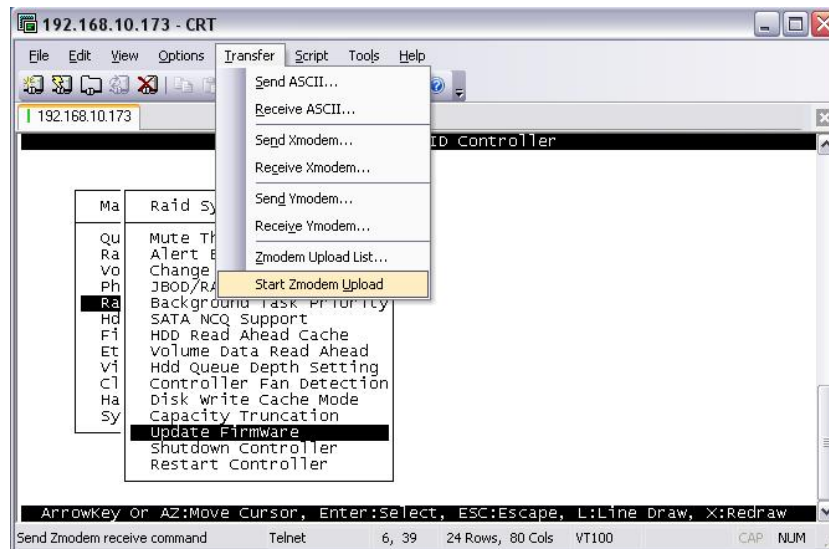 192.168.10.173 - CRT
File Edit View Options Transfer Script Tools Help
192.168.10.173
Send ASCII...
Receive ASCII...
Send Xmodem...
Receive Xmodem...
Send Ymodem...
Receive Ymodem...
Zmodem Upload List...
Start Zmodem Upload
ID Controller
Ma
Qu
Ra
Vo
Ph
Ra
Hd
Fi
Et
Vi
Cl
Ha
Sy
Raid Sy
Mute Th
Alert B
Change
JBOD/RA
Background Task Priority
SATA NCQ Support
HDD Read Ahead Cache
Volume Data Read Ahead
Hdd Queue Depth Setting
Controller Fan Detection
Disk Write Cache Mode
Capacity Truncation
Update Firmware
Shutdown Controller
Restart Controller
ArrowKey Or AZ:Move Cursor, Enter:Select, ESC:Escape, L:Line Draw, X:Redraw
Send Zmodem receive command Telnet 6, 39 24 Rows, 80 Cols VT100 CAP NUM